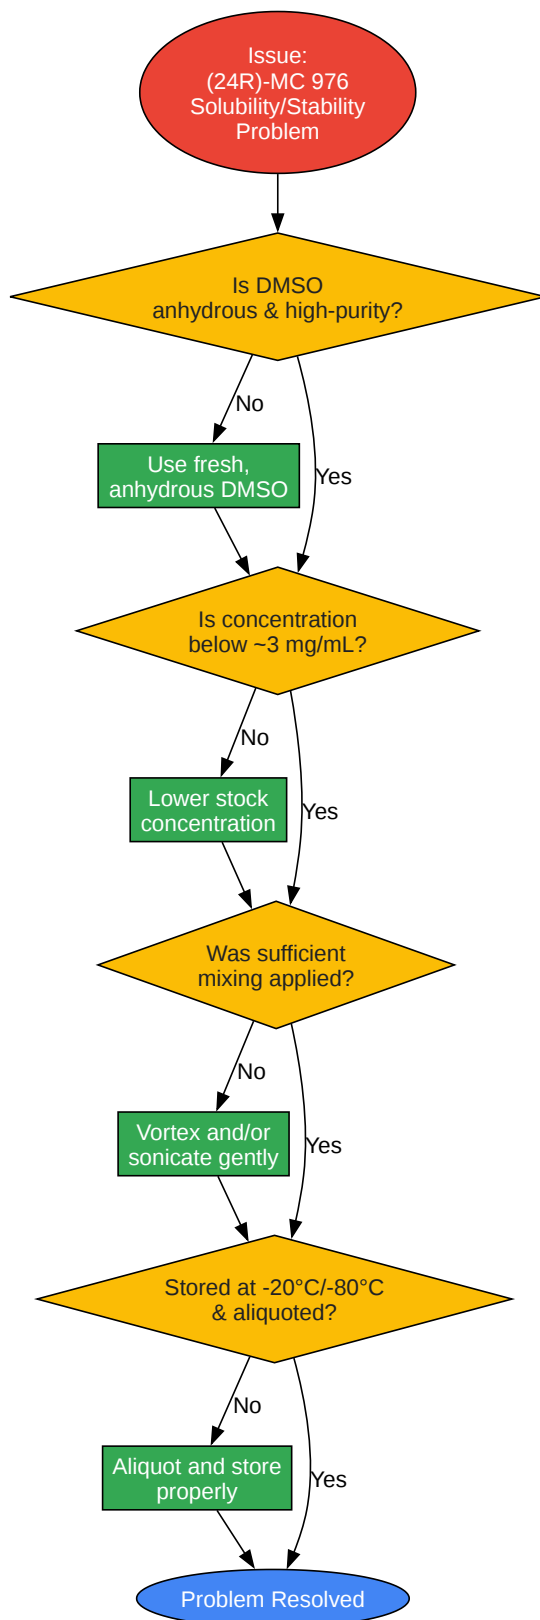 Issue:
(24R)-MC 976
Solubility/Stability
Problem
Is DMSO
anhydrous & high-purity?
No
Use fresh,
anhydrous DMSO
Yes
Is concentration
below ~3 mg/mL?
No
Lower stock
concentration
Yes
Was sufficient
mixing applied?
No
Vortex and/or
sonicate gently
Yes
Stored at -20°C/-80°C
& aliquoted?
No
Aliquot and store
properly
Yes
Problem Resolved